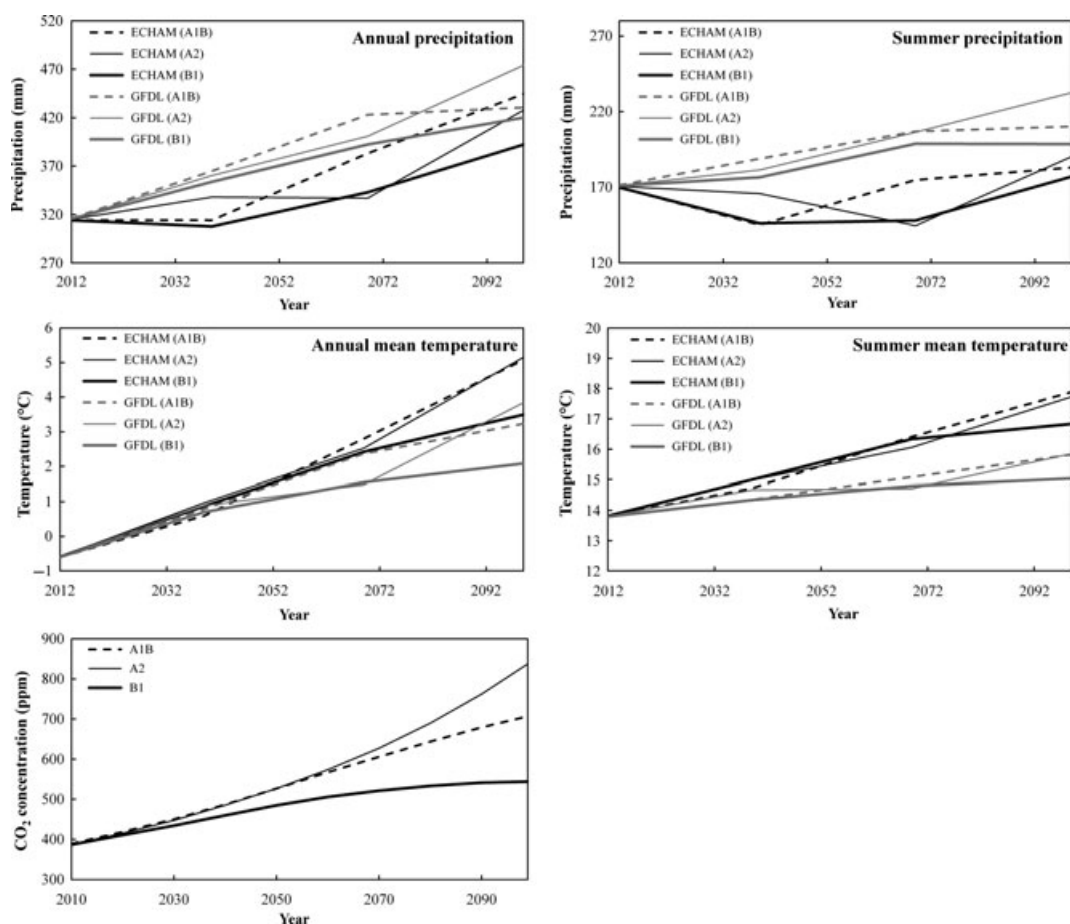 Annual precipitation
Precipitation (mm)
520
470
420
370
320
270
ECHAM (A1B)
ECHAM (A2)
ECHAM (B1)
GFDL (A1B)
GFDL (A2)
GFDL (B1)
2012 2032 2052 2072 2092
Year
Summer precipitation
Precipitation (mm)
270
220
170
120
ECHAM (A1B)
ECHAM (A2)
ECHAM (B1)
GFDL (A1B)
GFDL (A2)
GFDL (B1)
2012 2032 2052 2072 2092
Year
Annual mean temperature
Temperature (°C)
6
5
4
3
2
1
0
−1
ECHAM (A1B)
ECHAM (A2)
ECHAM (B1)
GFDL (A1B)
GFDL (A2)
GFDL (B1)
2012 2032 2052 2072 2092
Year
Summer mean temperature
Temperature (°C)
20
19
18
17
16
15
14
13
12
ECHAM (A1B)
ECHAM (A2)
ECHAM (B1)
GFDL (A1B)
GFDL (A2)
GFDL (B1)
2012 2032 2052 2072 2092
Year
CO₂ concentration (ppm)
900
800
700
600
500
400
300
A1B
A2
B1
2010 2030 2050 2070 2090
Year